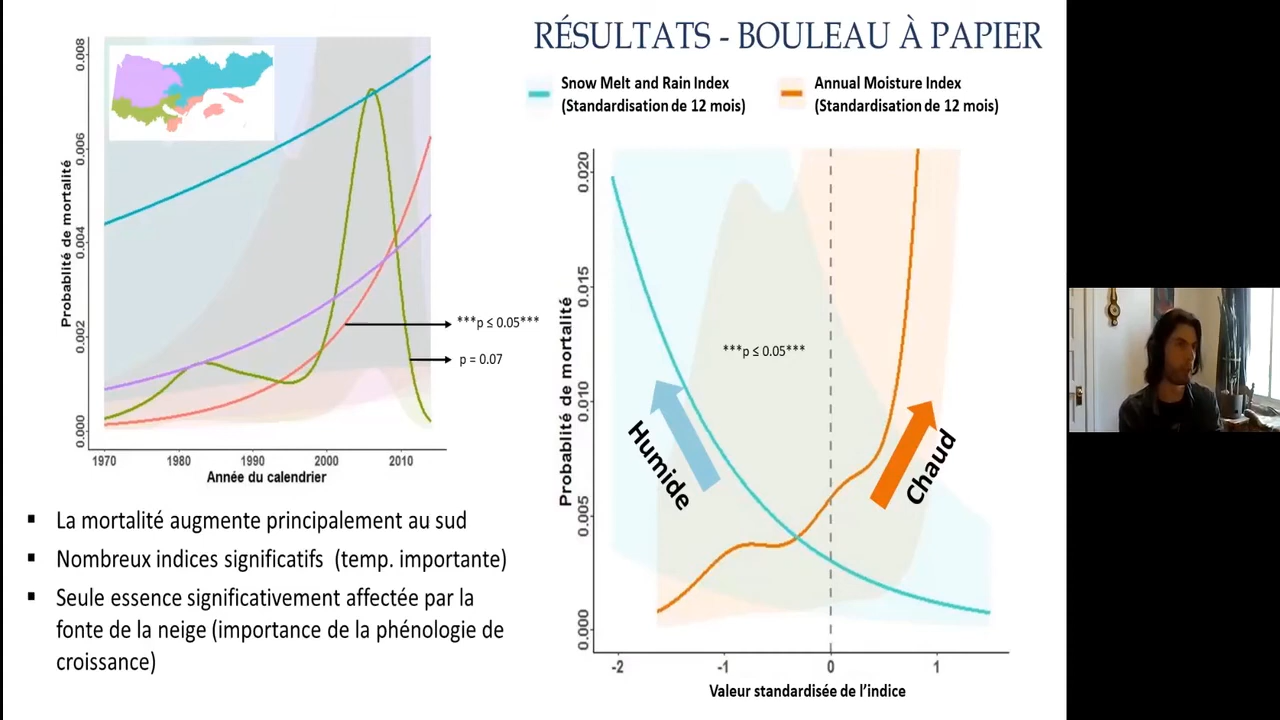 RÉSULTATS - BOULEAU À PAPIER
Snow Melt and Rain Index
(Standardisation de 12 mois)
Annual Moisture Index
(Standardisation de 12 mois)
Probablité de mortalité
0.008
0.006
0.004
0.002
0.000
1970
1980
1990
2000
2010
Année du calendrier
***p ≤ 0.05***
p = 0.07
Probablité de mortalité
0.020
0.015
0.010
0.005
0.000
***p ≤ 0.05***
Humide
Chaud
-2
-1
0
1
Valeur standardisée de l'indice
▪ La mortalité augmente principalement au sud
▪ Nombreux indices significatifs (temp. importante)
▪ Seule essence significativement affectée par la
fonte de la neige (importance de la phénologie de
croissance)